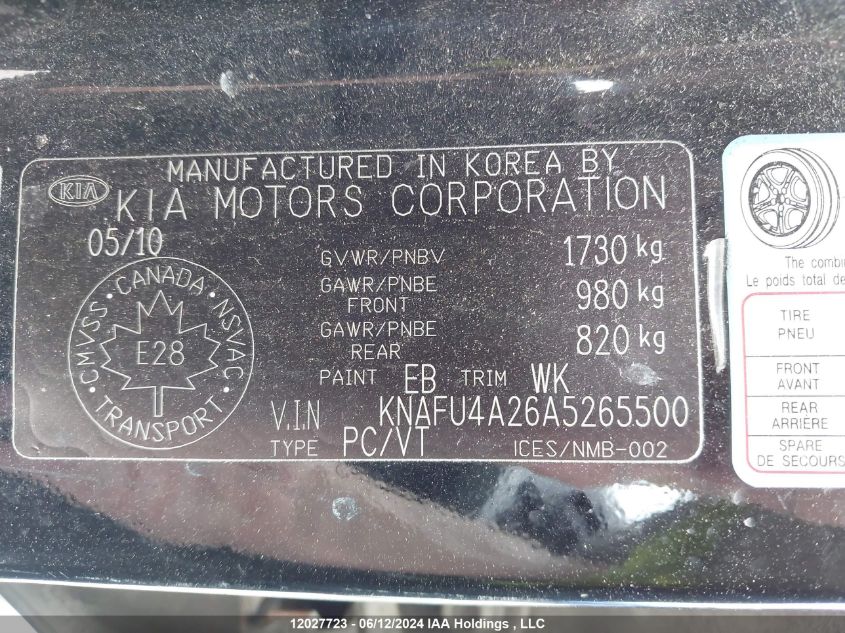 MANUFACTURED IN KOREA BY
KIA
KIA MOTORS CORPORATION
05/10
GVWR/PNBV 1730 kg
GAWR/PNBE FRONT 980 kg
GAWR/PNBE REAR 820 kg
CMVSS · CANADA · NSVAC · TRANSPORT ·
E28
PAINT EB TRIM WK
V.I.N KNAFU4A26A5265500
TYPE PC/VT ICES/NMB-002
The combi
Le poids total de
TIRE
PNEU
FRONT
AVANT
REAR
ARRIÈRE
SPARE
DE SECOURS
12027723 - 06/12/2024 IAA Holdings , LLC